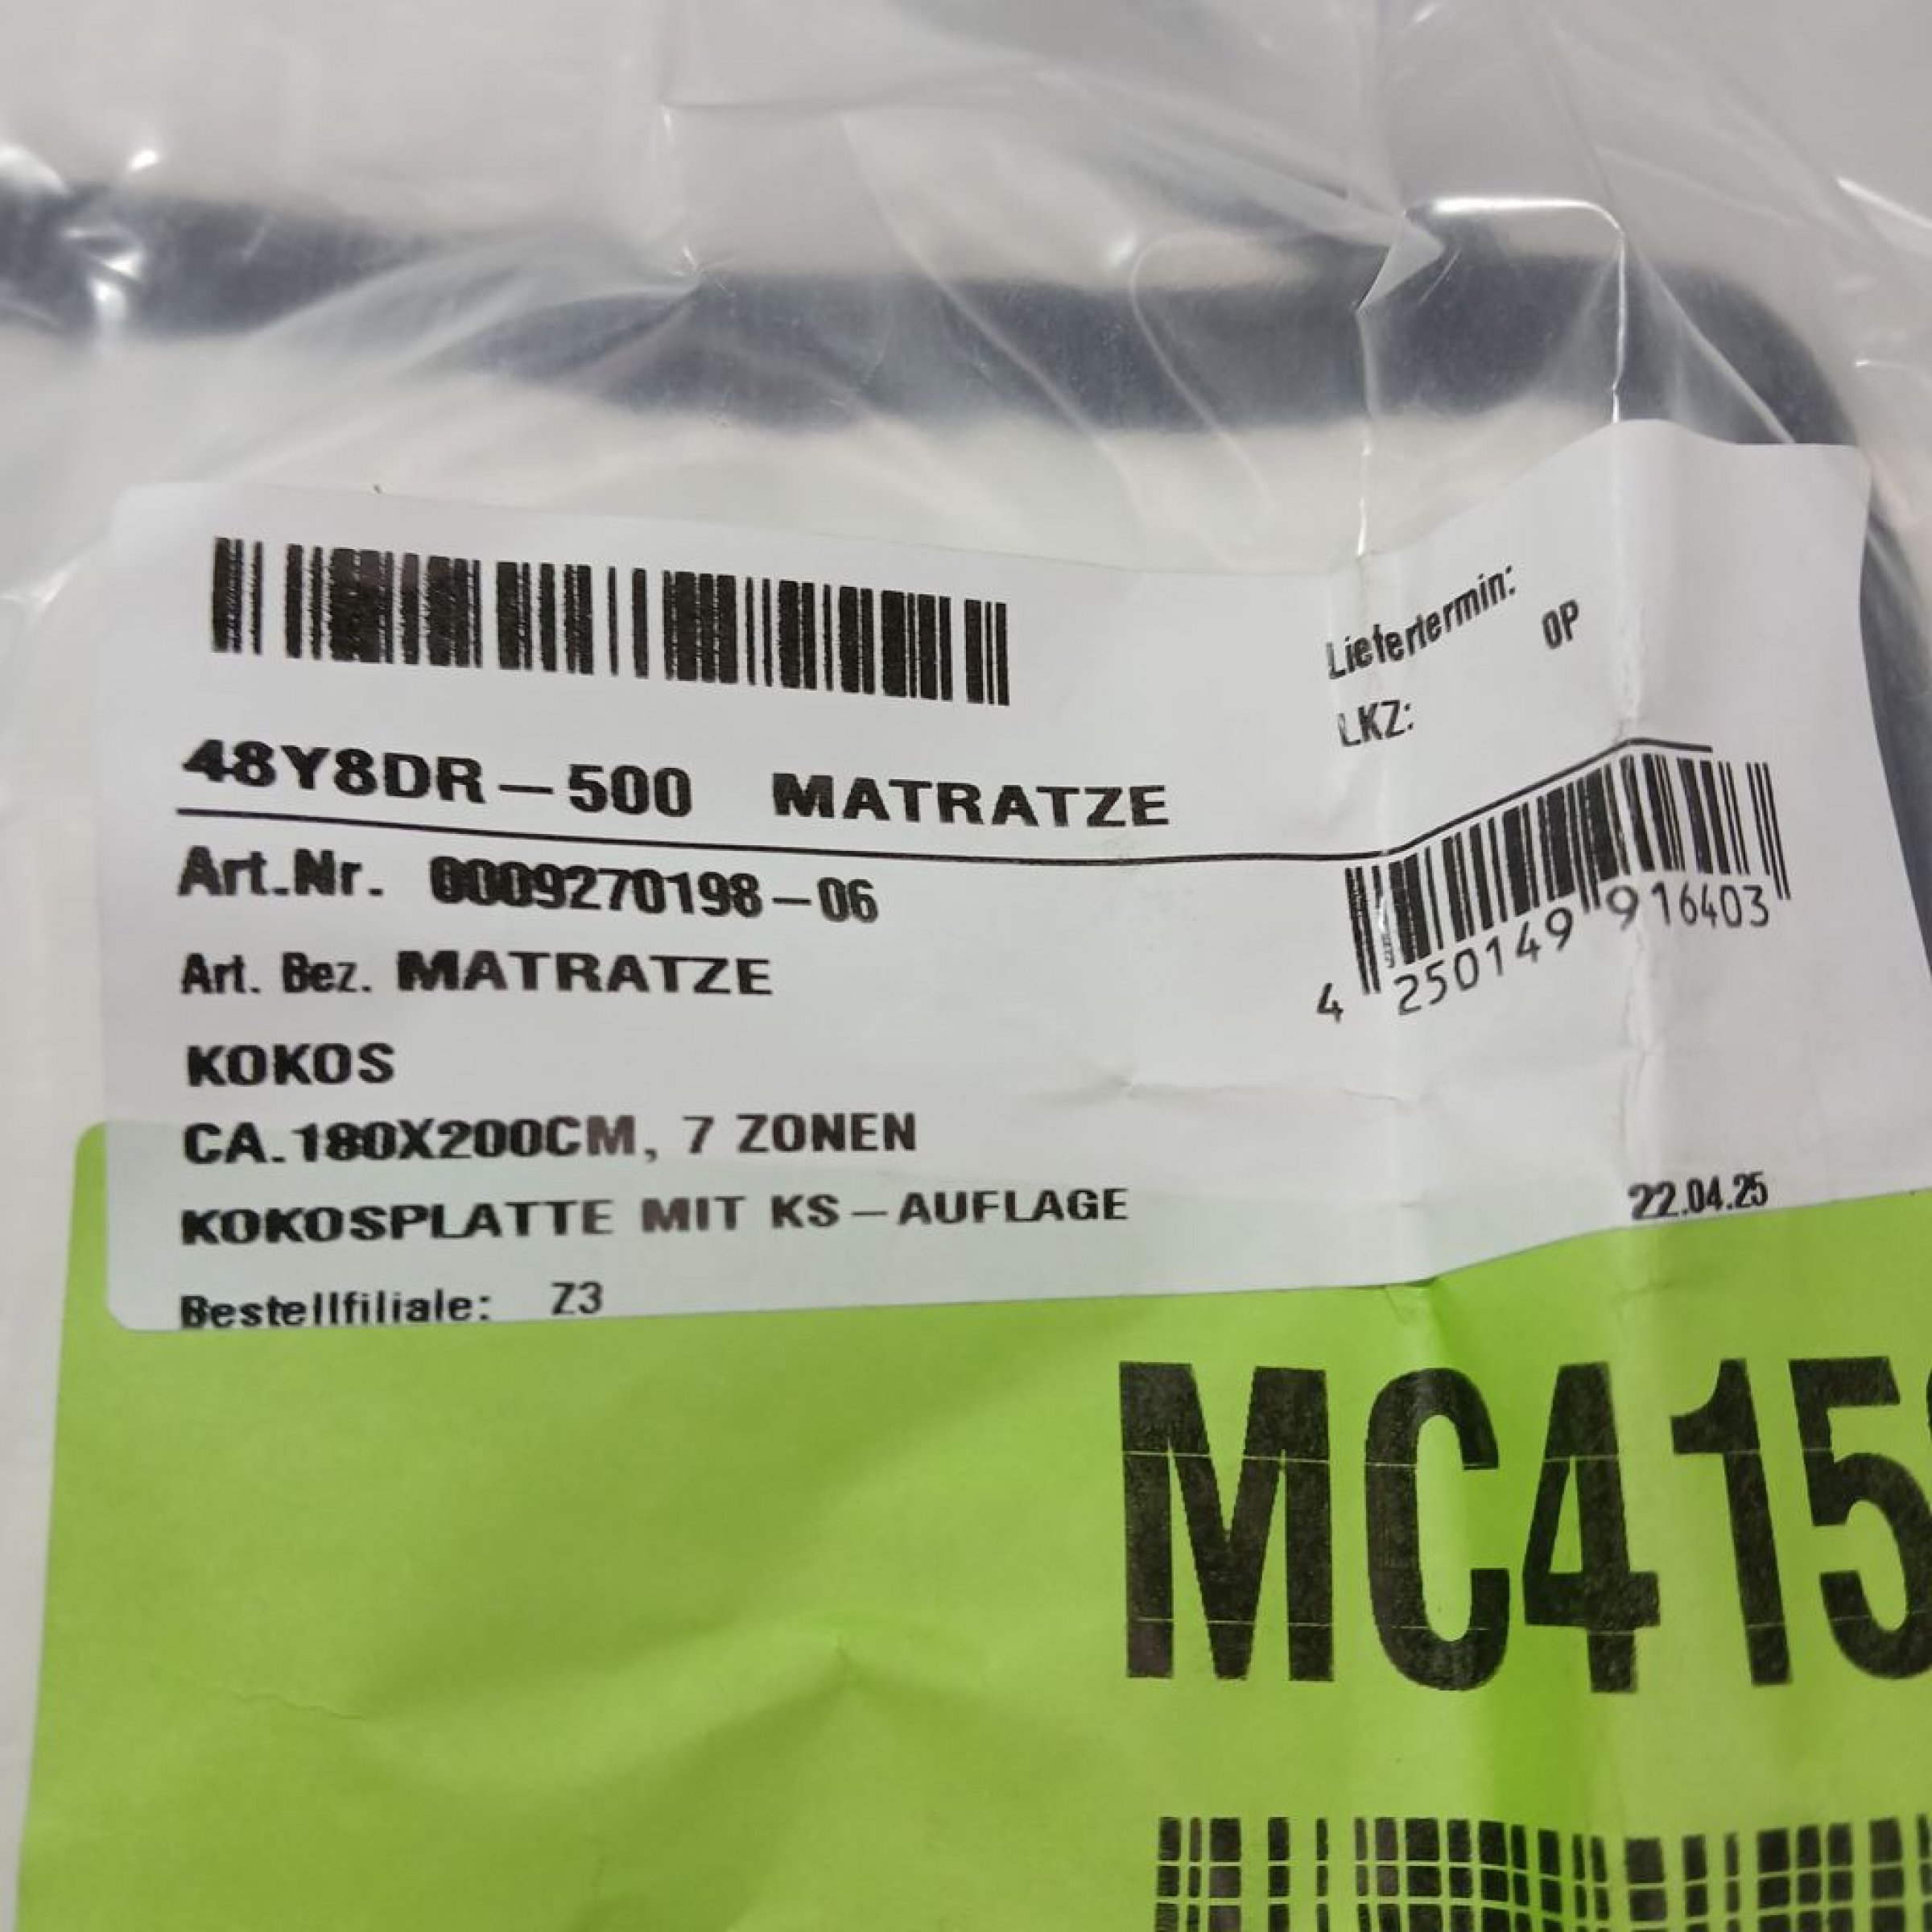 Liefertermin:
OP
LKZ:
48Y8DR-500 MATRATZE
Art.Nr. 0009270198-06
4 250149 916403
Art. Bez. MATRATZE
KOKOS
CA.180X200CM, 7 ZONEN
KOKOSPLATTE MIT KS-AUFLAGE
22.04.25
Bestellfiliale: Z3
MC415